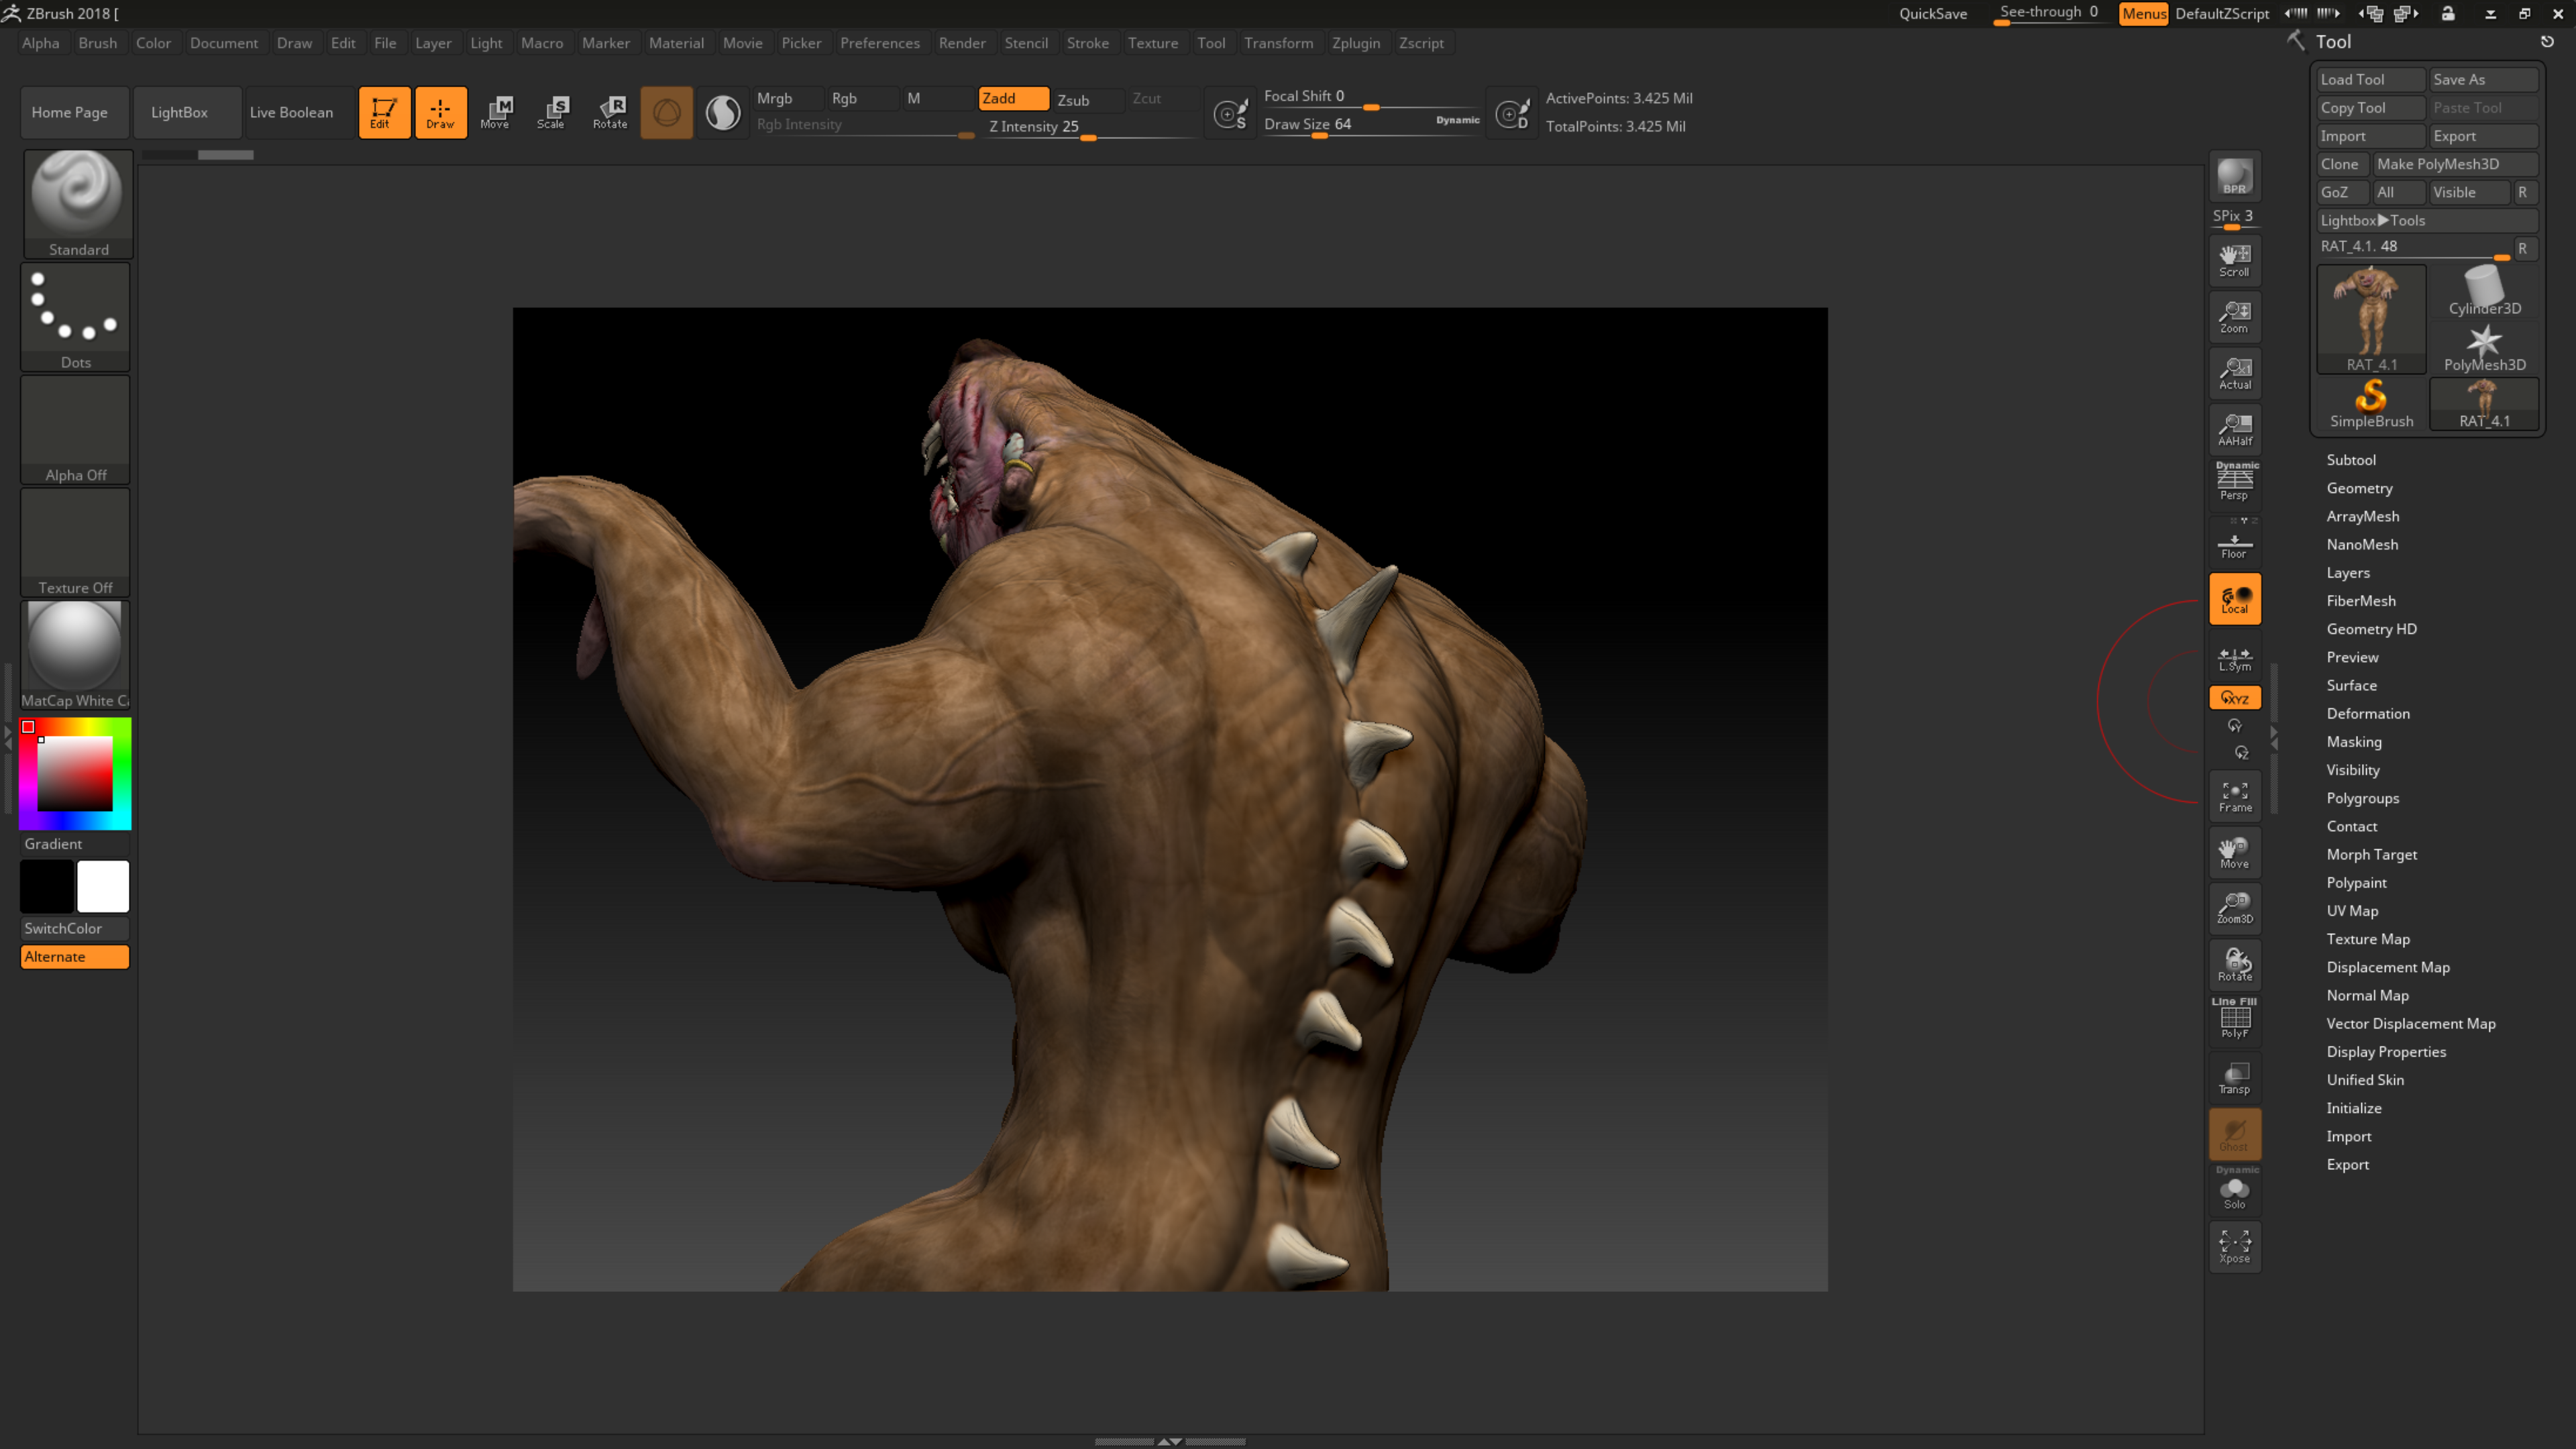 ZBrush 2018 [
QuickSave See-through 0 Menus DefaultZScript
Alpha Brush Color Document Draw Edit File Layer Light Macro Marker Material Movie Picker Preferences Render Stencil Stroke Texture Tool Transform Zplugin Zscript
Tool
Home Page LightBox Live Boolean Edit Draw Move Scale Rotate
Mrgb Rgb M Zadd Zsub Zcut
Rgb Intensity Z Intensity 25
Focal Shift 0
Draw Size 64 Dynamic
ActivePoints: 3.425 Mil
TotalPoints: 3.425 Mil
Standard
Dots
Alpha Off
Texture Off
MatCap White Ca
Gradient
SwitchColor
Alternate
BPR
SPix 3
Scroll
Zoom
Actual
AAHalf
Dynamic
Persp
Floor
Local
L.Sym
XYZ
Y
Z
Frame
Move
Zoom3D
Rotate
Line Fill
PolyF
Transp
Ghost
Dynamic
Solo
Xpose
Load Tool Save As
Copy Tool Paste Tool
Import Export
Clone Make PolyMesh3D
GoZ All Visible R
Lightbox▶Tools
RAT_4.1. 48 R
Cylinder3D
RAT_4.1 PolyMesh3D
SimpleBrush RAT_4.1
Subtool
Geometry
ArrayMesh
NanoMesh
Layers
FiberMesh
Geometry HD
Preview
Surface
Deformation
Masking
Visibility
Polygroups
Contact
Morph Target
Polypaint
UV Map
Texture Map
Displacement Map
Normal Map
Vector Displacement Map
Display Properties
Unified Skin
Initialize
Import
Export